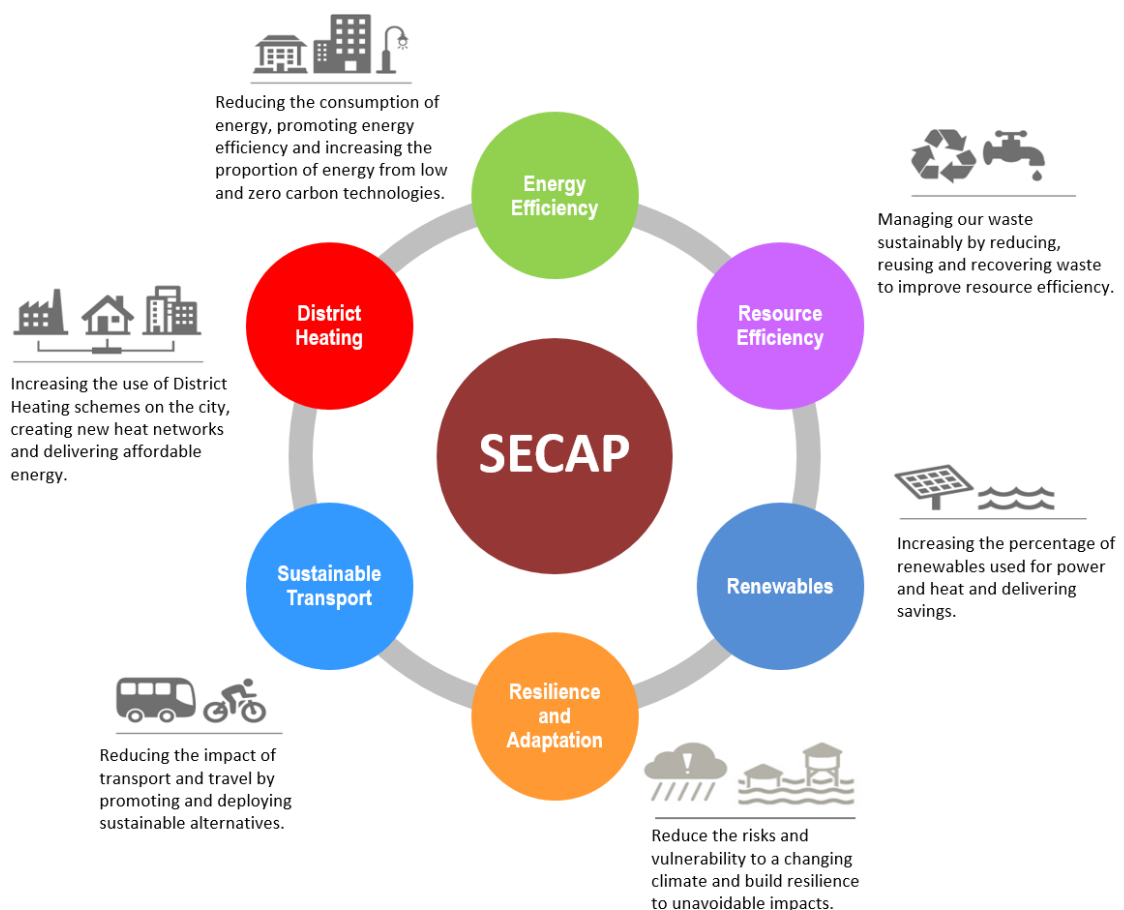 Reducing the consumption of
energy, promoting energy
efficiency and increasing the
proportion of energy from low
and zero carbon technologies.
Energy
Efficiency
Managing our waste
sustainably by reducing,
reusing and recovering waste
to improve resource efficiency.
District
Heating
Resource
Efficiency
Increasing the use of District
Heating schemes on the city,
creating new heat networks
and delivering affordable
energy.
SECAP
Increasing the percentage of
renewables used for power
and heat and delivering
savings.
Sustainable
Transport
Renewables
Resilience
and
Adaptation
Reducing the impact of
transport and travel by
promoting and deploying
sustainable alternatives.
Reduce the risks and
vulnerability to a changing
climate and build resilience
to unavoidable impacts.